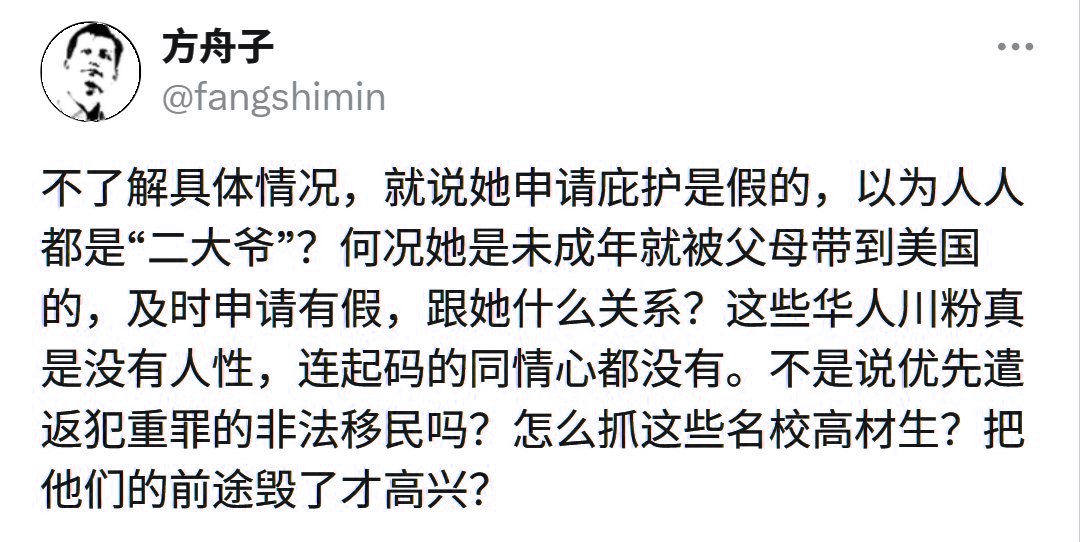 方舟子
@fangshimin
不了解具体情况，就说她申请庇护是假的，以为人人
都是“二大爷”？何况她是未成年就被父母带到美国
的，及时申请有假，跟她什么关系？这些华人川粉真
是没有人性，连起码的同情心都没有。不是说优先遣
返犯重罪的非法移民吗？怎么抓这些名校高材生？把
他们的前途毁了才高兴？